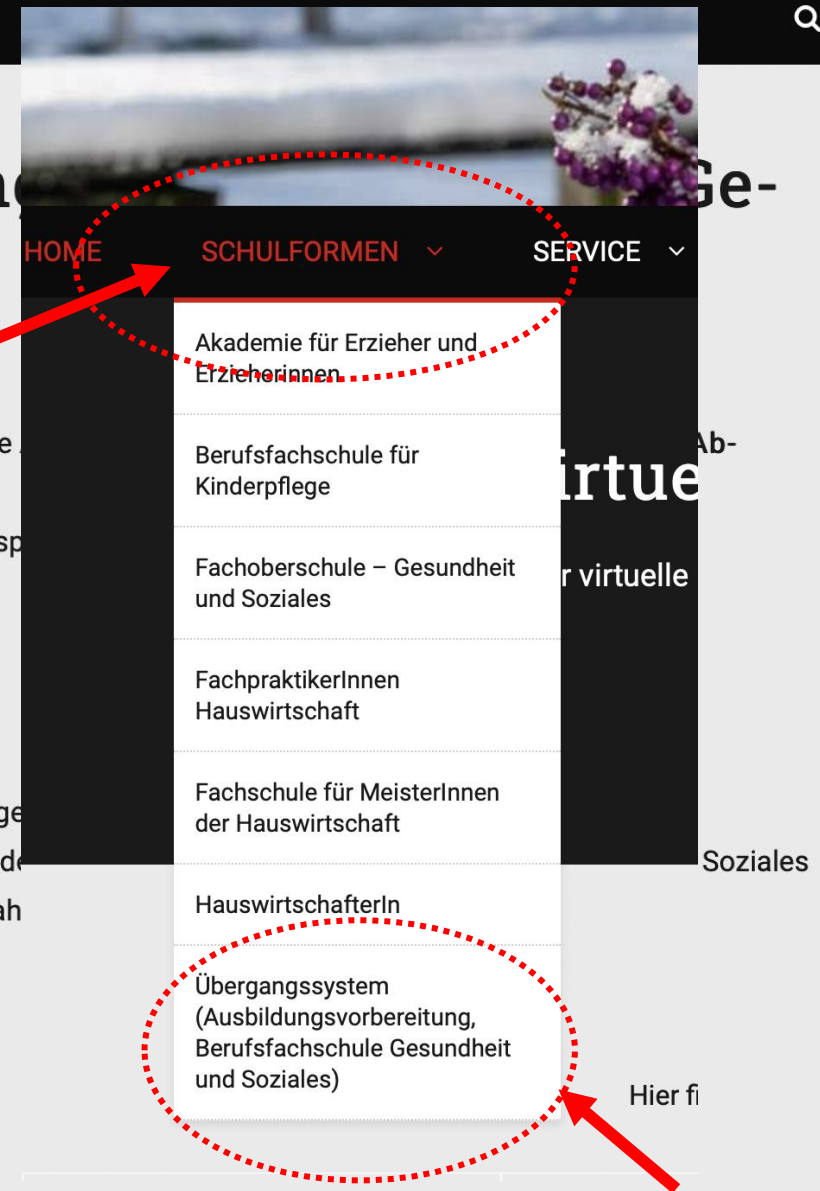 Ge-
HOME SCHULFORMEN SERVICE
Akademie für Erzieher und
Erzieherinnen
Ab-
Berufsfachschule für
Kinderpflege
irtue
Fachoberschule – Gesundheit
und Soziales
r virtuelle
FachpraktikerInnen
Hauswirtschaft
Fachschule für MeisterInnen
der Hauswirtschaft
Soziales
HauswirtschafterIn
Übergangssystem
(Ausbildungsvorbereitung,
Berufsfachschule Gesundheit
und Soziales)
Hier fi